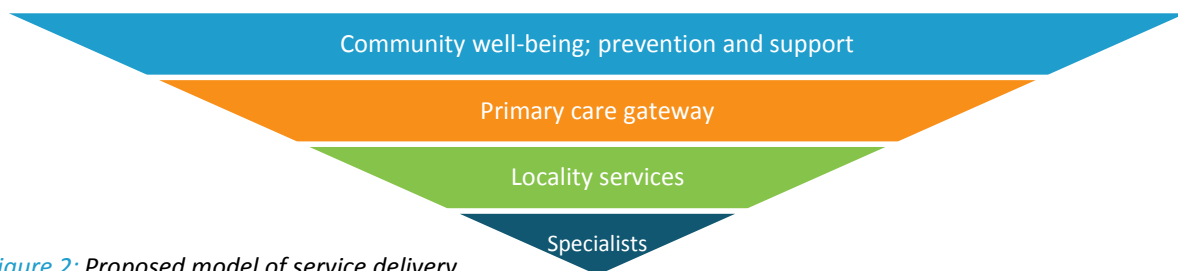 Community well-being; prevention and support
Primary care gateway
Locality services
Specialists
igure 2: Proposed model of service delivery